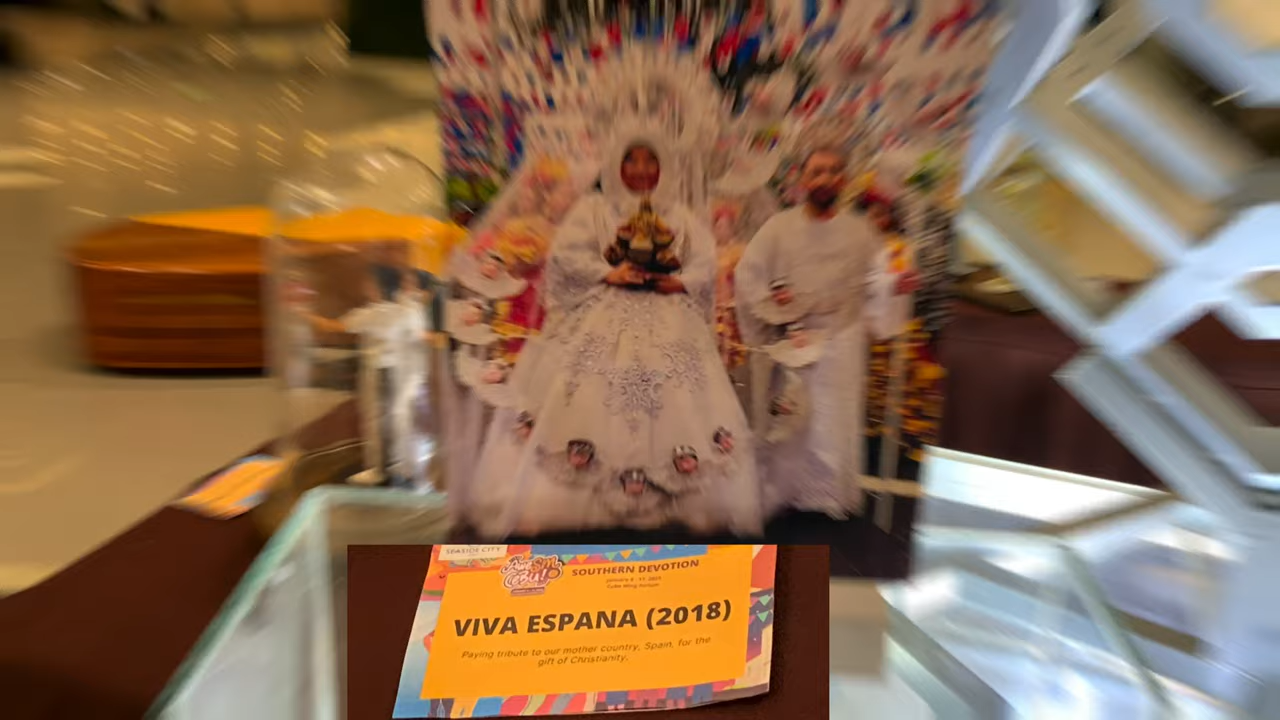 SEASIDE CITY
SOUTHERN DEVOTION
VIVA ESPANA (2018)
Paying tribute to our mother country, Spain, for the
gift of Christianity.